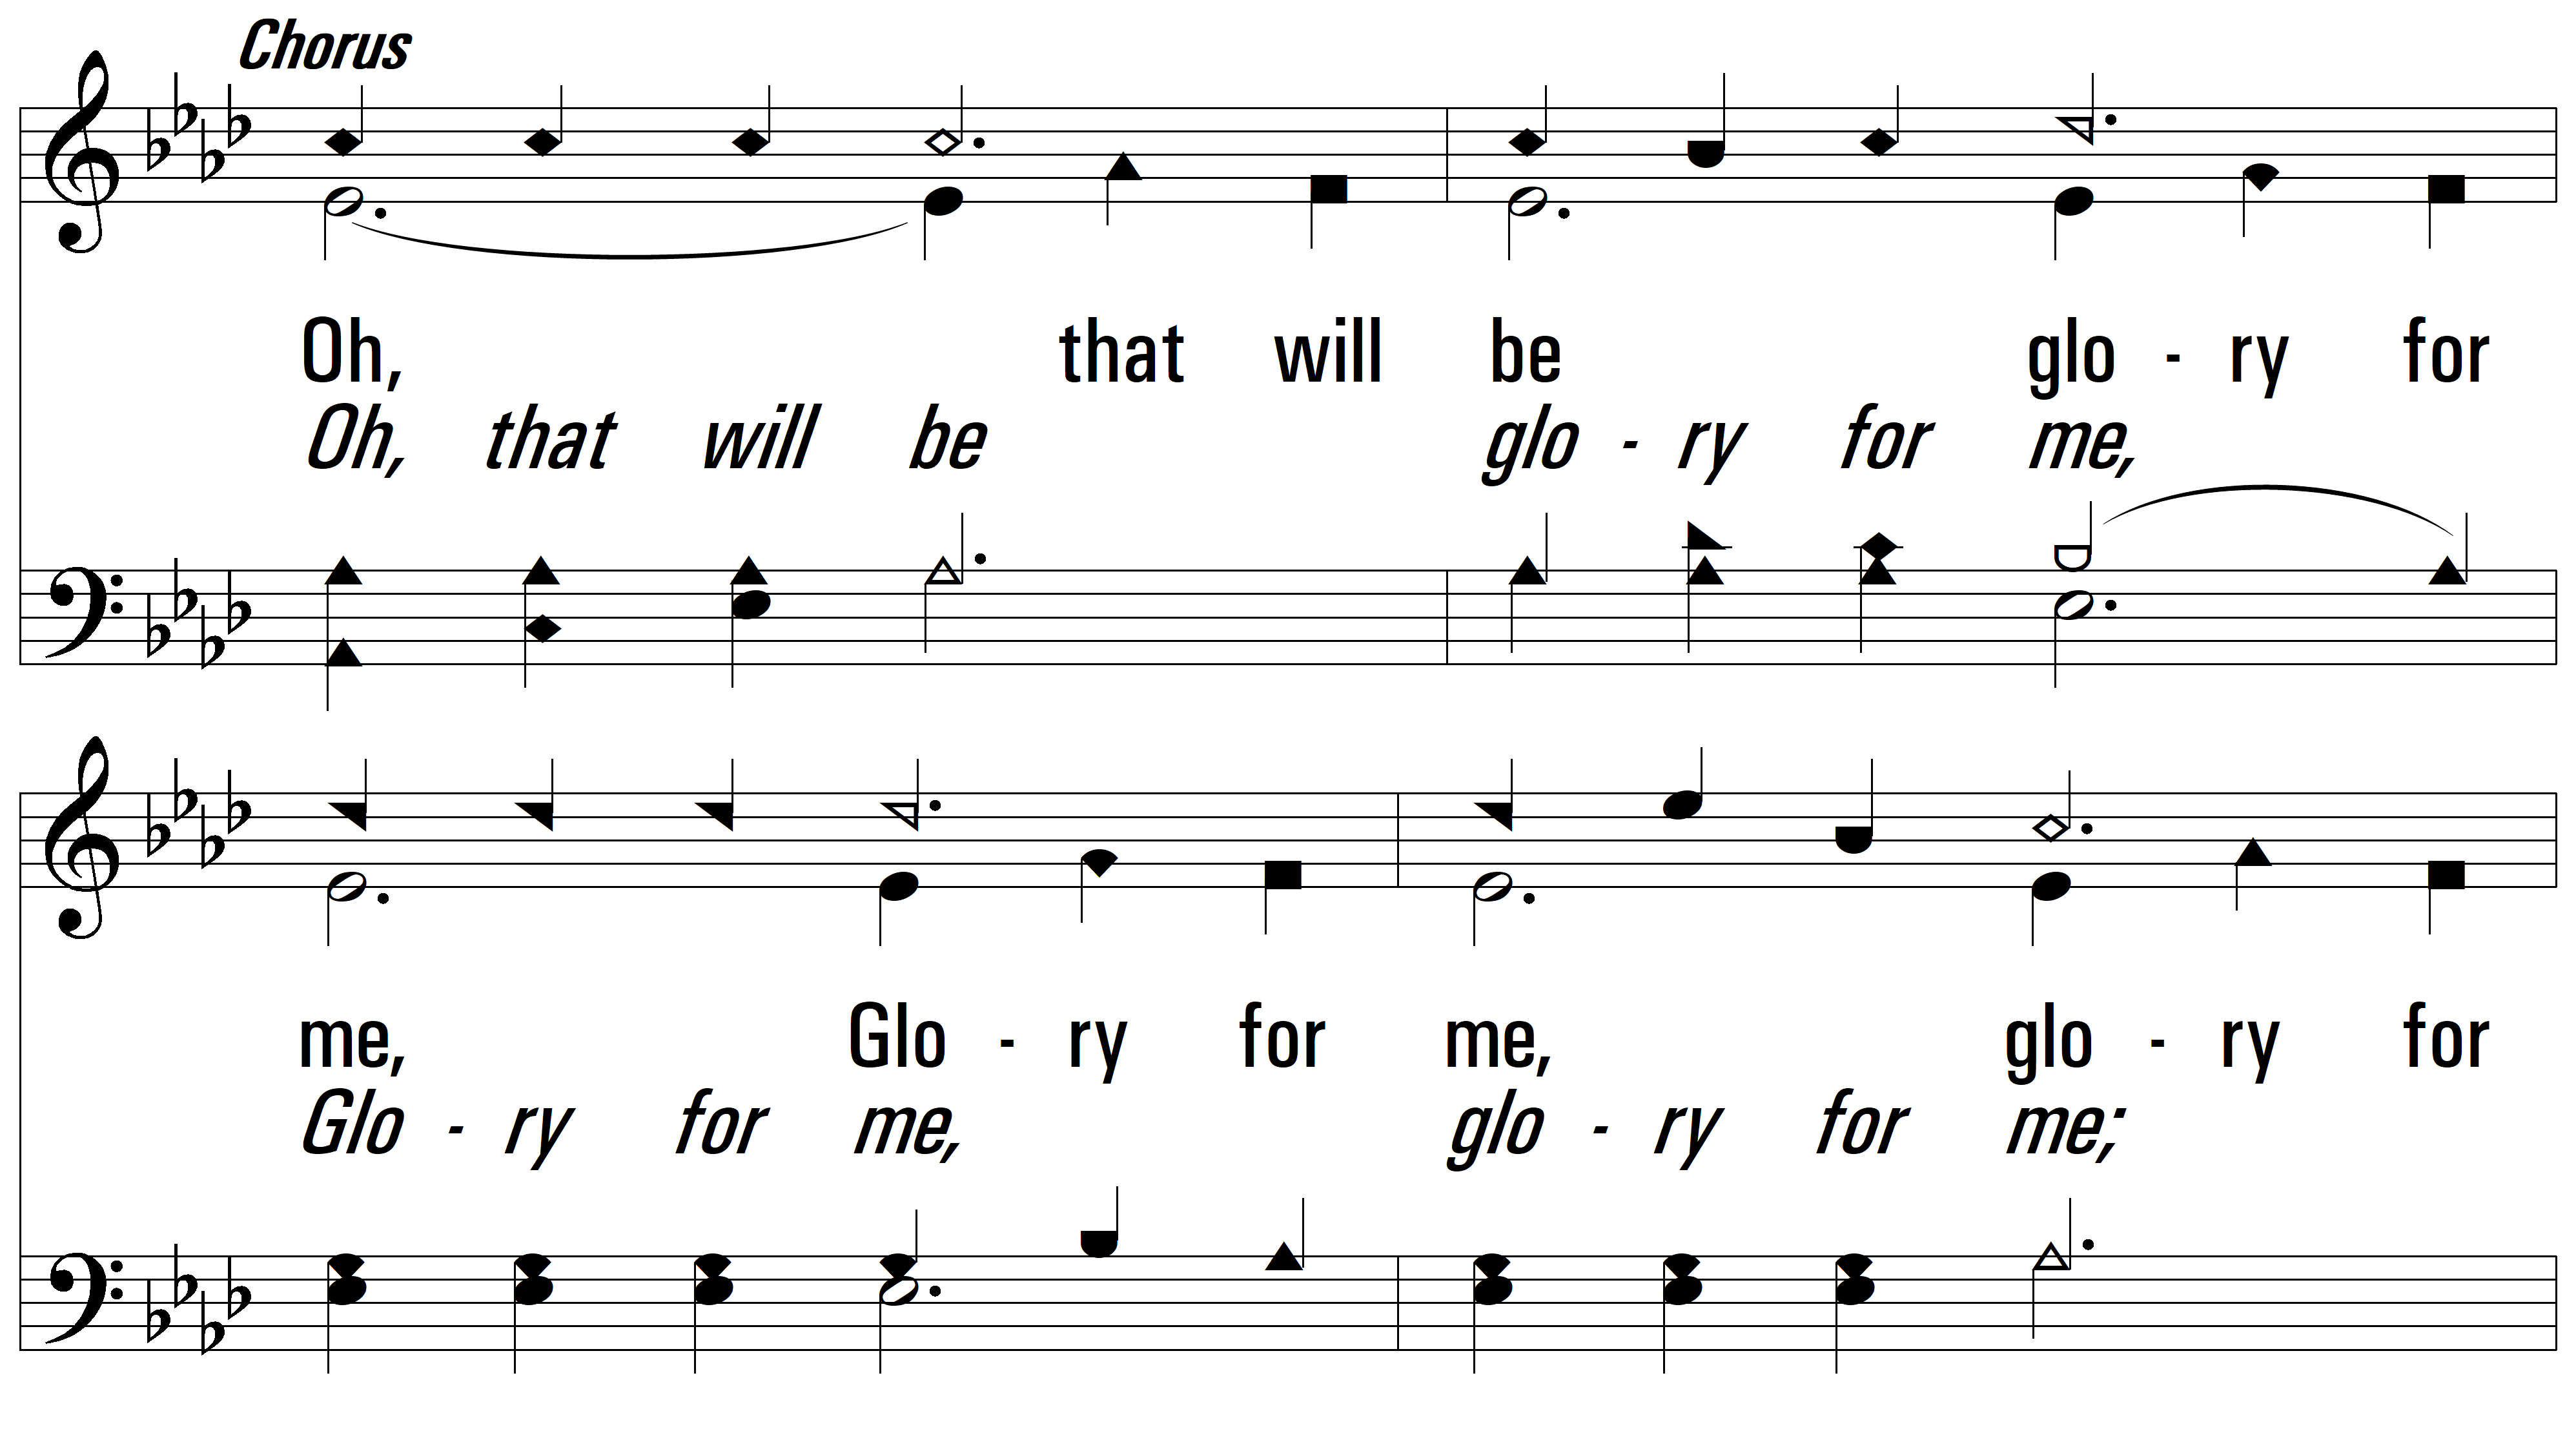 Chorus
Oh, that will be glo - ry for
Oh, that will be glo - ry for me,
me, Glo - ry for me, glo - ry for
Glo - ry for me, glo - ry for me;